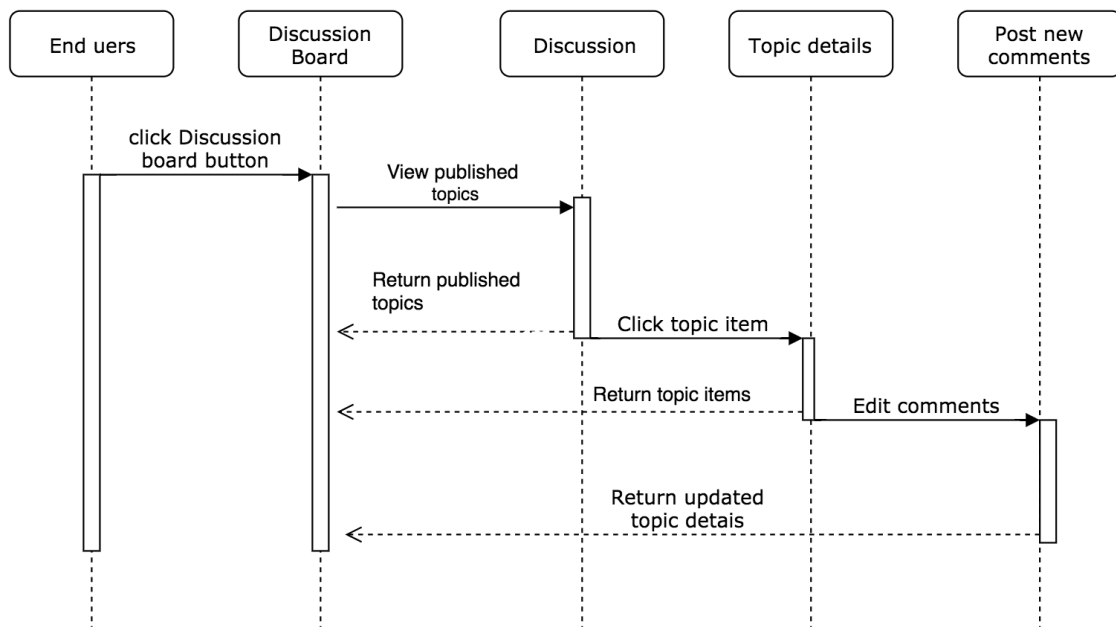 End uers
Discussion
Board
Discussion
Topic details
Post new
comments
click Discussion
board button
View published
topics
Return published
topics
Click topic item
Return topic items
Edit comments
Return updated
topic detais